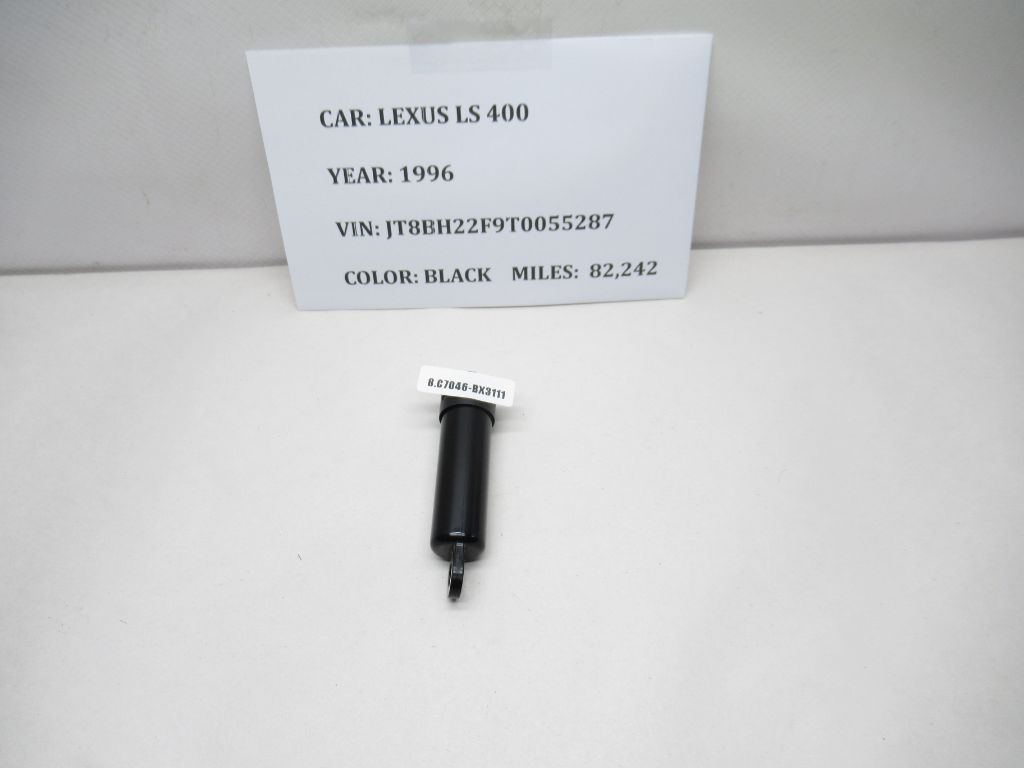 CAR: LEXUS LS 400
YEAR: 1996
VIN: JT8BH22F9T0055287
COLOR: BLACK MILES: 82,242
8.C7046-BX3111